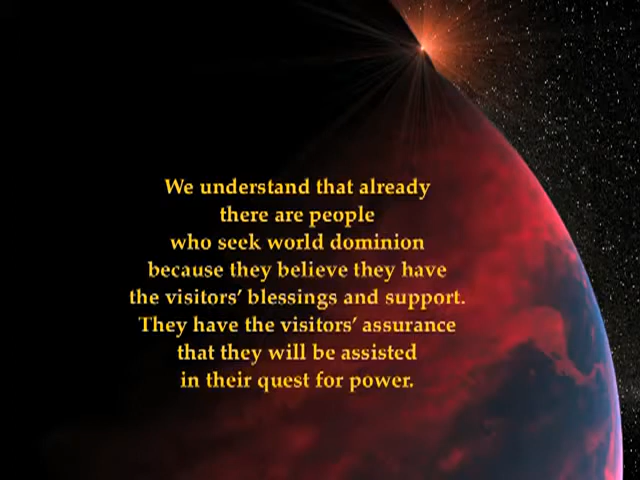 We understand that already
there are people
who seek world dominion
because they believe they have
the visitors’ blessings and support.
They have the visitors’ assurance
that they will be assisted
in their quest for power.